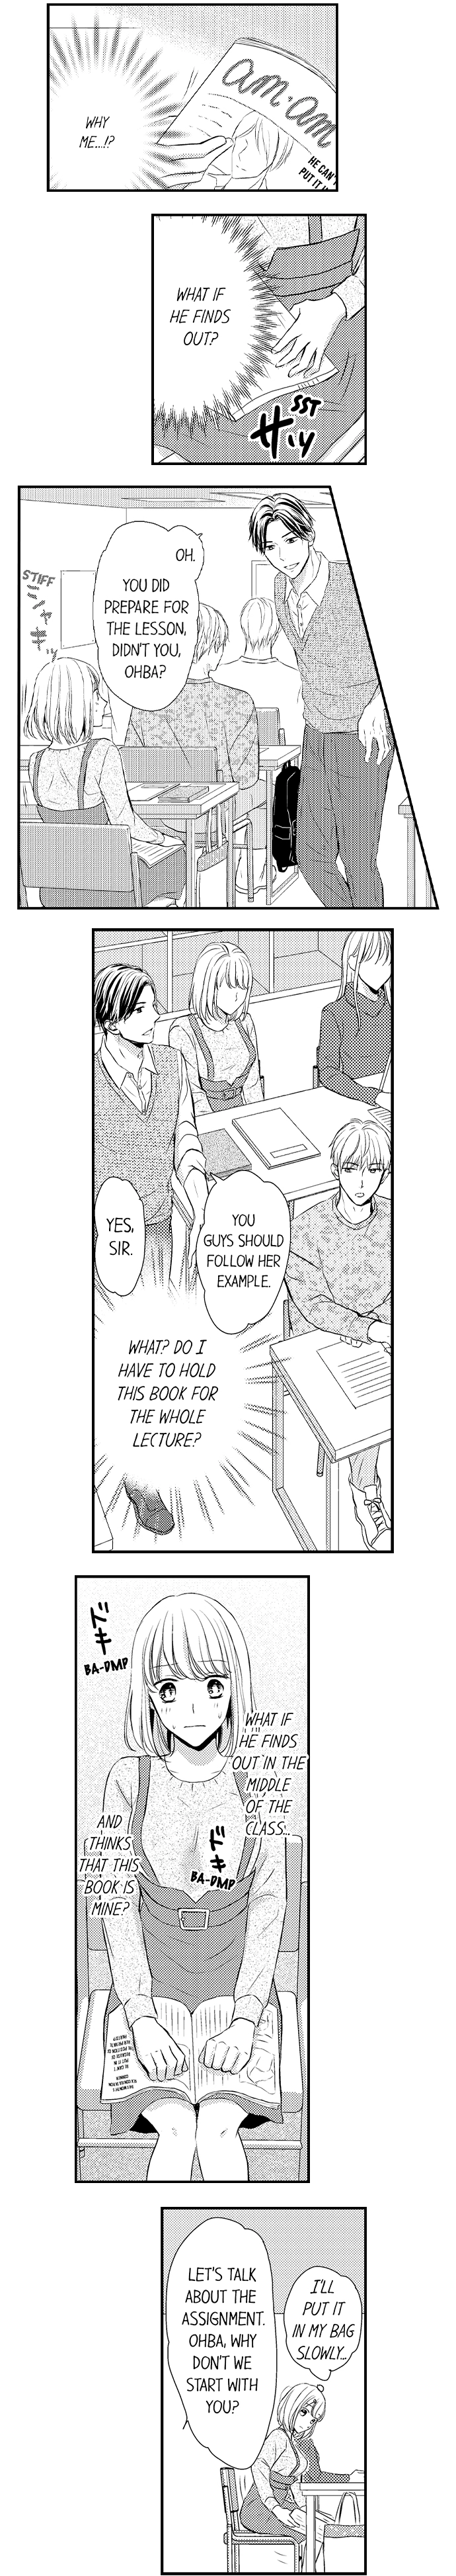 am・am
HE CAN'T
PUT IT I
WHY
ME...!?
WHAT IF
HE FINDS
OUT?
SST
サッ
OH.
YOU DID
PREPARE FOR
THE LESSON,
DIDN'T YOU,
OHBA?
STIFF
シャキッ
YOU
GUYS SHOULD
FOLLOW HER
EXAMPLE.
YES,
SIR.
WHAT? DO I
HAVE TO HOLD
THIS BOOK FOR
THE WHOLE
LECTURE?
ドキ
BA-DMP
WHAT IF
HE FINDS
OUT IN THE
MIDDLE
OF THE
CLASS...
ドキ
BA-DMP
AND
THINKS
THAT THIS
BOOK IS
MINE?
I'LL
PUT IT
IN MY BAG
SLOWLY...
LET'S TALK
ABOUT THE
ASSIGNMENT.
OHBA, WHY
DON'T WE
START WITH
YOU?